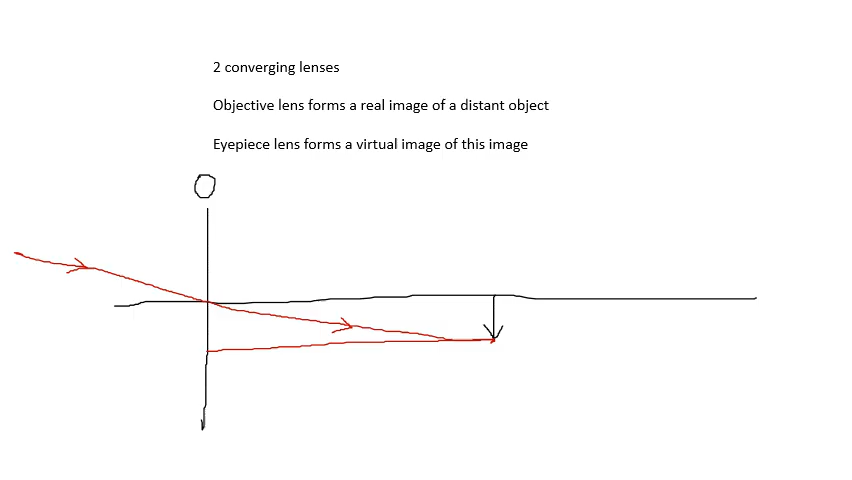 2 converging lenses
Objective lens forms a real image of a distant object
Eyepiece lens forms a virtual image of this image
O